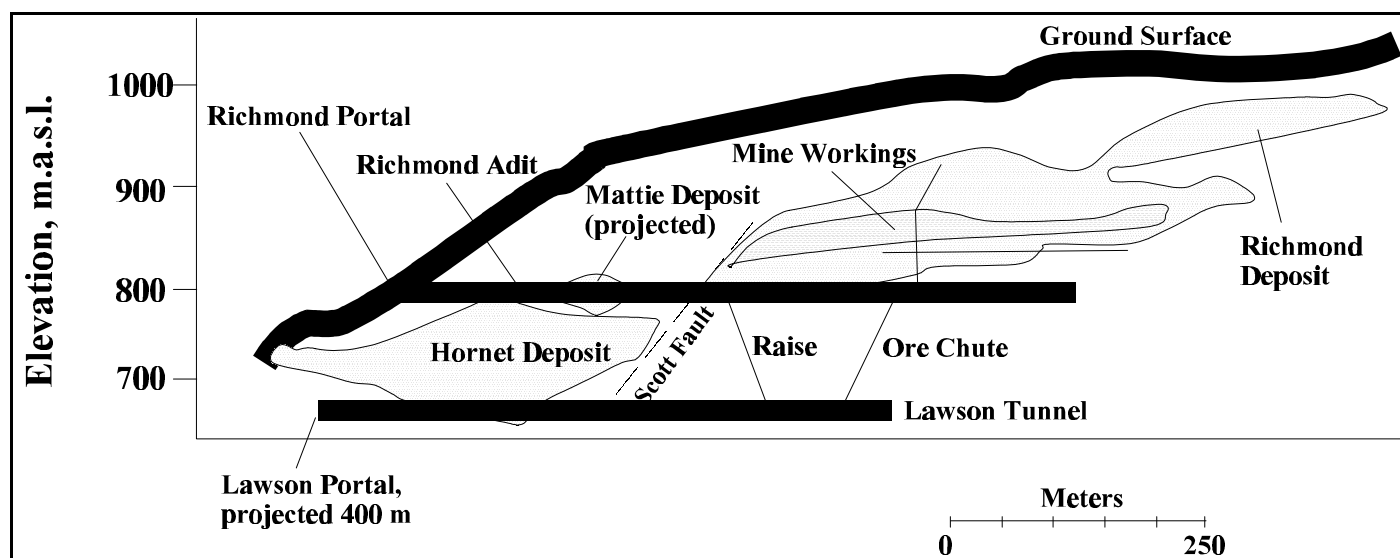 Ground Surface
1000
Richmond Portal
Elevation, m.a.s.l.
Richmond Adit
Mine Workings
900
Mattie Deposit
(projected)
Richmond
Deposit
800
Hornet Deposit
Scott Fault
Raise
Ore Chute
700
Lawson Tunnel
Lawson Portal,
projected 400 m
Meters
0
250